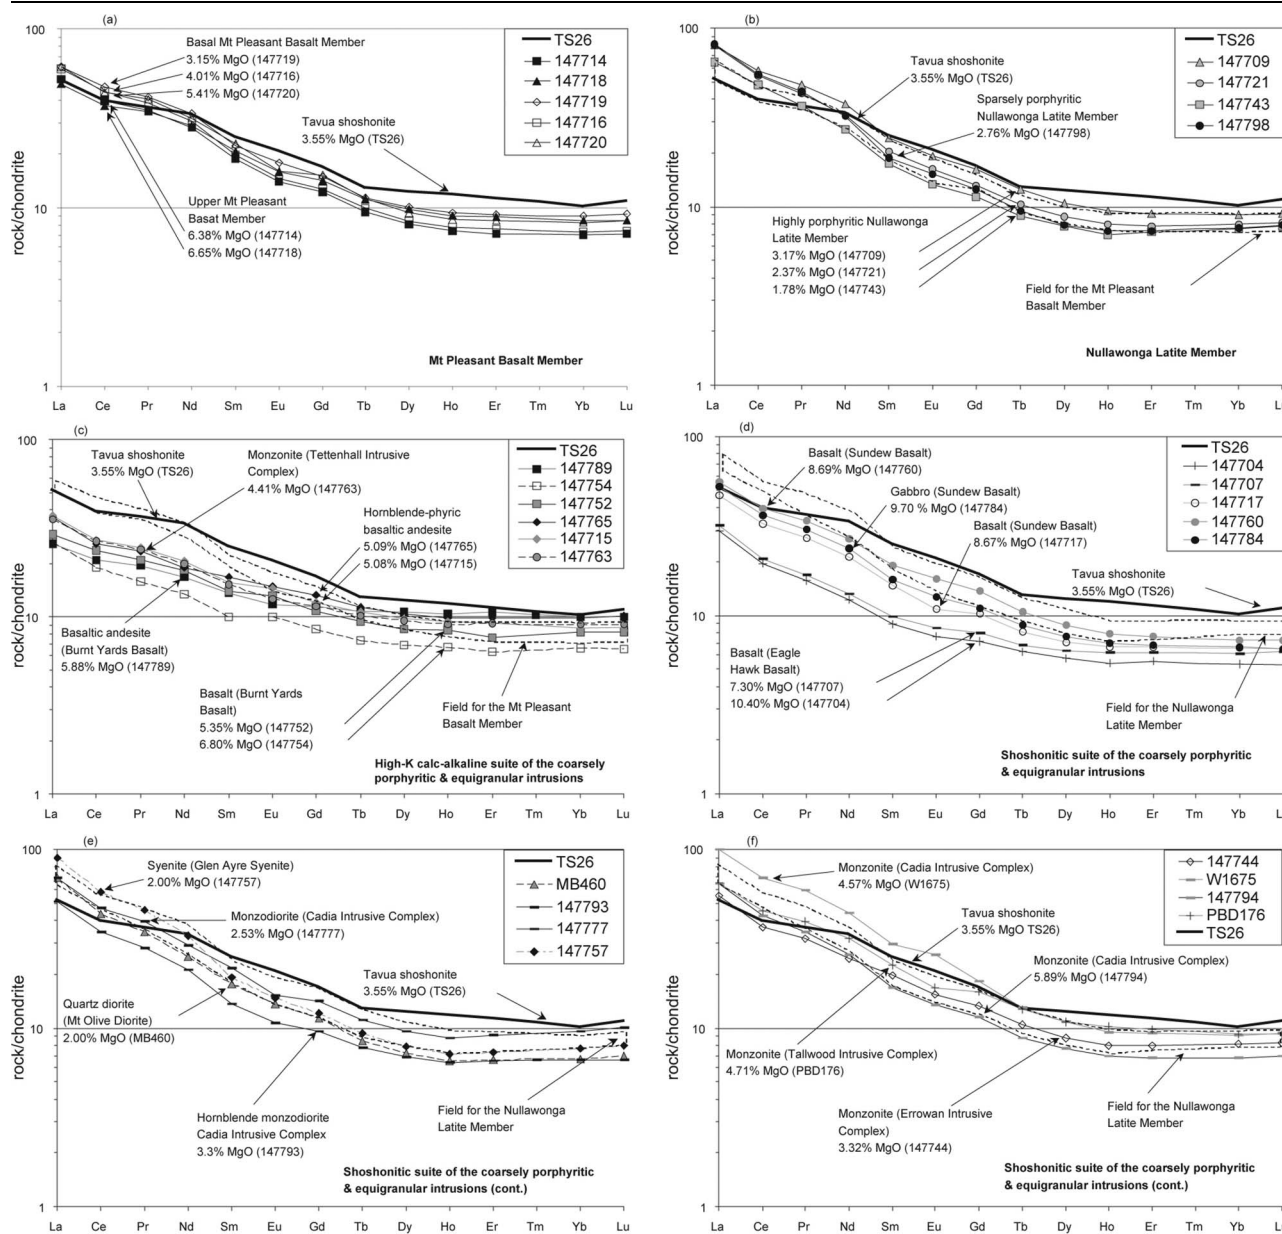 (a)
100
10
1
rock/chondrite
Basal Mt Pleasant Basalt Member
3.15% MgO (147719)
4.01% MgO (147716)
5.41% MgO (147720)
Tavua shoshonite
3.55% MgO (TS26)
Upper Mt Pleasant
Basat Member
6.38% MgO (147714)
6.65% MgO (147718)
TS26
147714
147718
147719
147716
147720
Mt Pleasant Basalt Member
La Ce Pr Nd Sm Eu Gd Tb Dy Ho Er Tm Yb Lu
(b)
100
10
1
rock/chondrite
Tavua shoshonite
3.55% MgO (TS26)
Sparsely porphyritic
Nullawonga Latite Member
2.76% MgO (147798)
Highly porphyritic Nullawonga
Latite Member
3.17% MgO (147709)
2.37% MgO (147721)
1.78% MgO (147743)
TS26
147709
147721
147743
147798
Field for the Mt Pleasant
Basalt Member
Nullawonga Latite Member
La Ce Pr Nd Sm Eu Gd Tb Dy Ho Er Tm Yb L
(c)
100
10
1
rock/chondrite
Tavua shoshonite
3.55% MgO (TS26)
Monzonite (Tettenhall Intrusive
Complex)
4.41% MgO (147763)
Hornblende-phyric
basaltic andesite
5.09% MgO (147765)
5.08% MgO (147715)
TS26
147789
147754
147752
147765
147715
147763
Basaltic andesite
(Burnt Yards Basalt)
5.88% MgO (147789)
Basalt (Burnt Yards
Basalt)
5.35% MgO (147752)
6.80% MgO (147754)
Field for the Mt Pleasant
Basalt Member
High-K calc-alkaline suite of the coarsely
porphyritic & equigranular intrusions
La Ce Pr Nd Sm Eu Gd Tb Dy Ho Er Tm Yb Lu
(d)
100
10
1
rock/chondrite
Basalt (Sundew Basalt)
8.69% MgO (147760)
Gabbro (Sundew Basalt)
9.70 % MgO (147784)
Basalt (Sundew Basalt)
8.67% MgO (147717)
TS26
147704
147707
147717
147760
147784
Tavua shoshonite
3.55% MgO (TS26)
Basalt (Eagle
Hawk Basalt)
7.30% MgO (147707)
10.40% MgO (147704)
Field for the Nullawonga
Latite Member
Shoshonitic suite of the coarsely porphyritic
& equigranular intrusions
La Ce Pr Nd Sm Eu Gd Tb Dy Ho Er Tm Yb L
(e)
100
10
1
rock/chondrite
Syenite (Glen Ayre Syenite)
2.00% MgO (147757)
Monzodiorite (Cadia Intrusive Complex)
2.53% MgO (147777)
TS26
MB460
147793
147777
147757
Tavua shoshonite
3.55% MgO (TS26)
Quartz diorite
(Mt Olive Diorite)
2.00% MgO (MB460)
Hornblende monzodiorite
Cadia Intrusive Complex
3.3% MgO (147793)
Field for the Nullawonga
Latite Member
Shoshonitic suite of the coarsely porphyritic
& equigranular intrusions (cont.)
La Ce Pr Nd Sm Eu Gd Tb Dy Ho Er Tm Yb Lu
(f)
100
10
1
rock/chondrite
Monzonite (Cadia Intrusive Complex)
4.57% MgO (W1675)
Tavua shoshonite
3.55% MgO TS26)
Monzonite (Cadia Intrusive Complex)
5.89% MgO (147794)
147744
W1675
147794
PBD176
TS26
Monzonite (Tallwood Intrusive Complex)
4.71% MgO (PBD176)
Monzonite (Errowan Intrusive
Complex)
3.32% MgO (147744)
Field for the Nullawonga
Latite Member
Shoshonitic suite of the coarsely porphyritic
& equigranular intrusions (cont.)
La Ce Pr Nd Sm Eu Gd Tb Dy Ho Er Tm Yb L